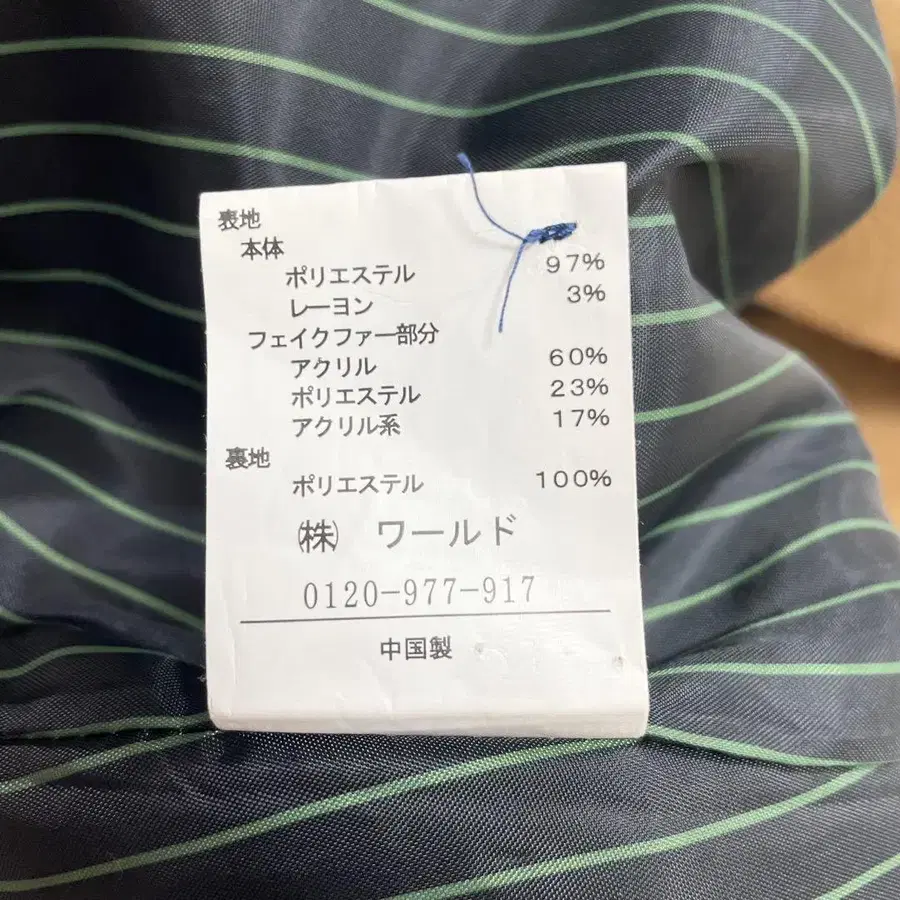 表地
本体
ポリエステル 97%
レーヨン 3%
フェイクファー部分
アクリル 60%
ポリエステル 23%
アクリル系 17%
裏地
ポリエステル 100%
㈱ ワールド
0120-977-917
中国製